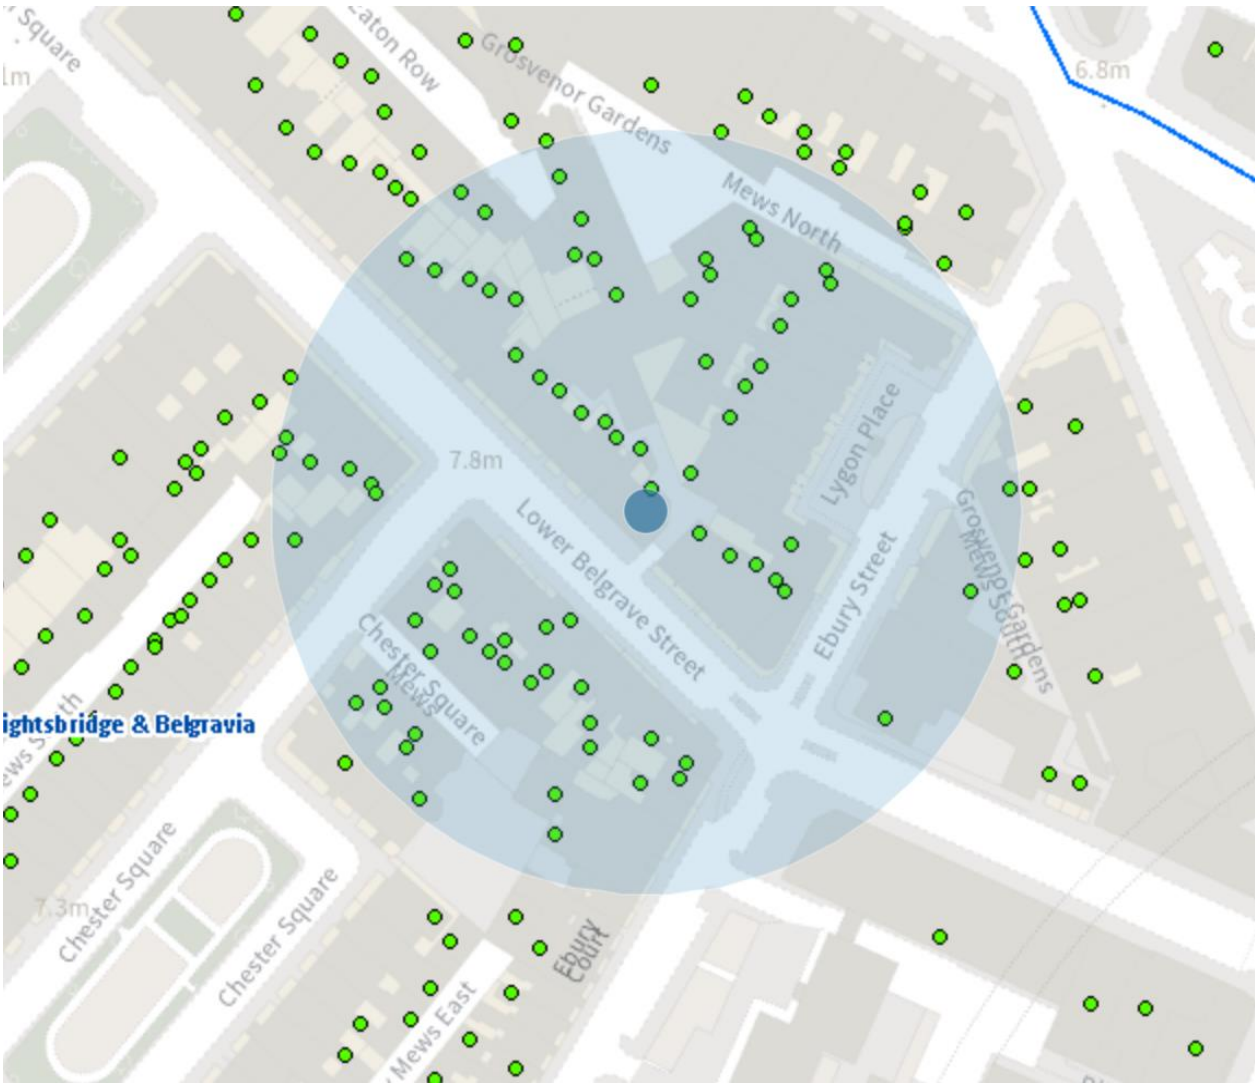 Square
Eaton Row
Grosvenor Gardens
6.8m
Mews North
Lygon Place
7.8m
Lower Belgrave Street
Ebury Street
Grosvenor Gardens
Mews South
Chester Square
Mews
ightsbridge & Belgravia
7.3m
Chester Square
Chester Square
Ebury
Court
Mews East